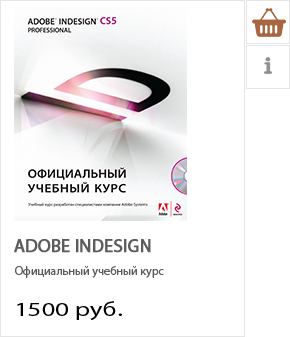 ADOBE INDESIGN CS5
PROFESSIONAL
ОФИЦИАЛЬНЫЙ
УЧЕБНЫЙ КУРС
Учебный курс разработан специалистами компании Adobe Systems
ADOBE INDESIGN
Официальный учебный курс
1500 руб.